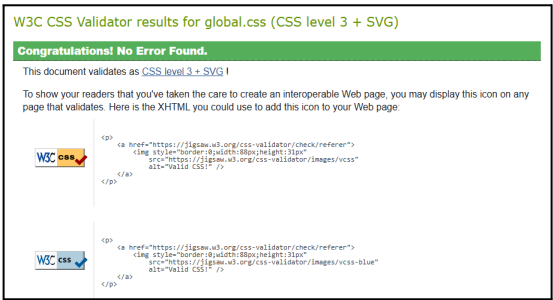 W3C CSS Validator results for global.css (CSS level 3 + SVG)
Congratulations! No Error Found.
This document validates as CSS level 3 + SVG !
To show your readers that you've taken the care to create an interoperable Web page, you may display this icon on any
page that validates. Here is the XHTML you could use to add this icon to your Web page:
W3C css
<p>
<a href="https://jigsaw.w3.org/css-validator/check/referer">
<img style="border:0;width:88px;height:31px"
src="https://jigsaw.w3.org/css-validator/images/vcss"
alt="Valid CSS!" />
</a>
</p>
W3C css
<p>
<a href="https://jigsaw.w3.org/css-validator/check/referer">
<img style="border:0;width:88px;height:31px"
src="https://jigsaw.w3.org/css-validator/images/vcss-blue"
alt="Valid CSS!" />
</a>
</p>